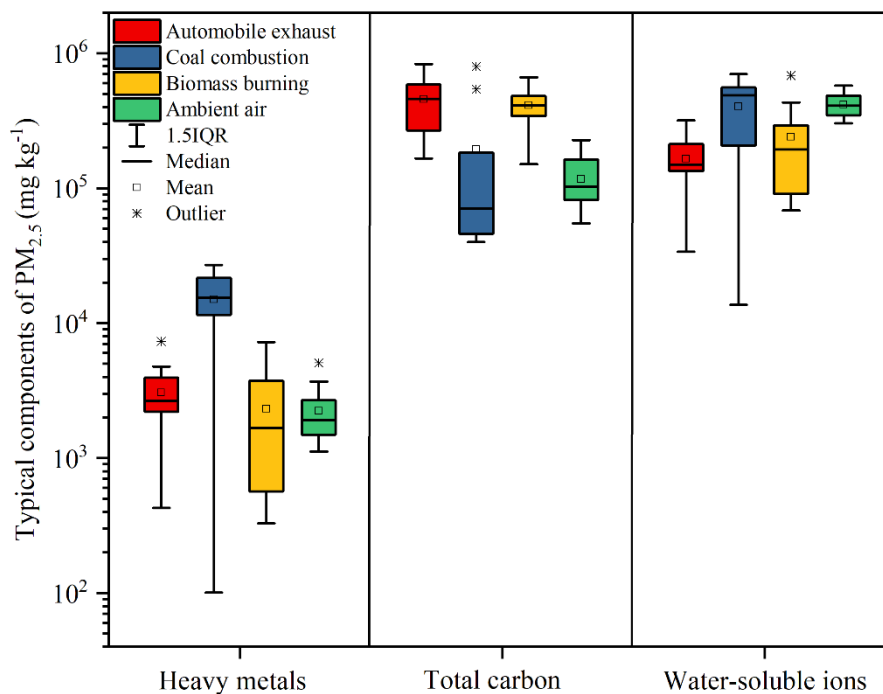 Automobile exhaust
Coal combustion
Biomass burning
Ambient air
1.5IQR
Median
Mean
Outlier
Typical components of PM2.5 (mg kg-1)
10^6
10^5
10^4
10^3
10^2
Heavy metals
Total carbon
Water-soluble ions